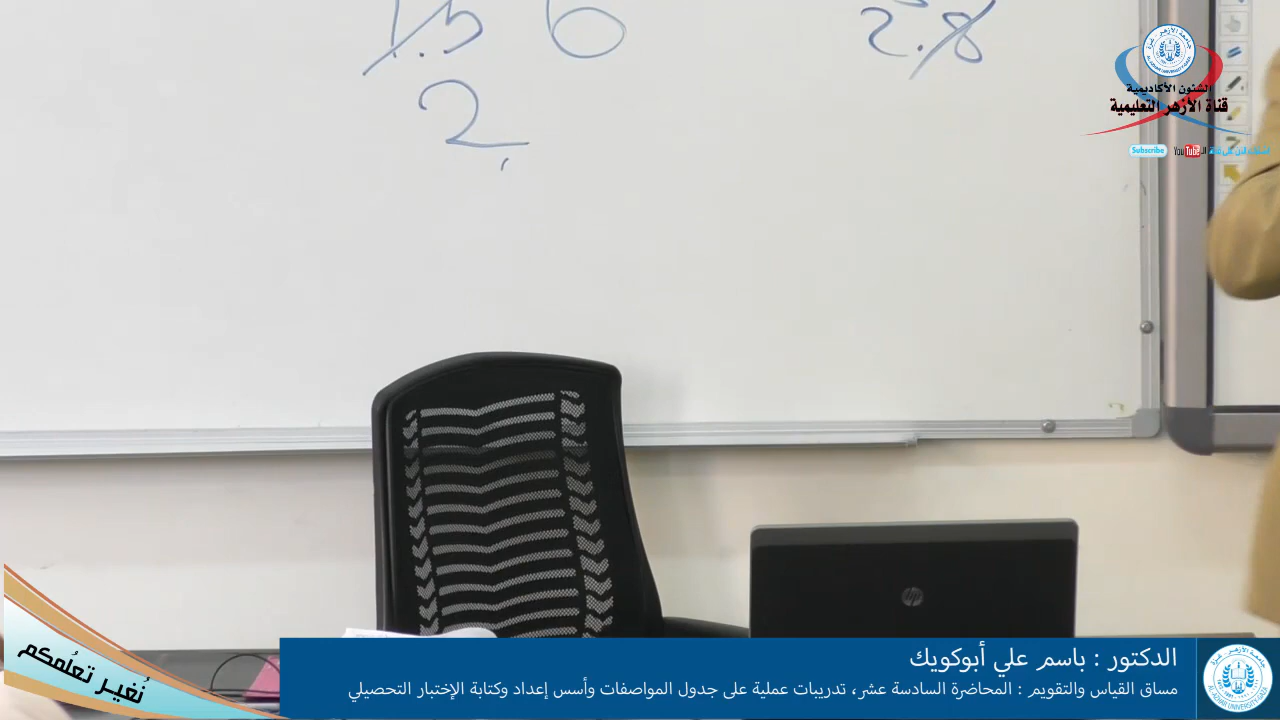 1.5 6 2.8
2
الشئون الأكاديمية
قناة الأزهر التعليمية
Subscribe YouTube
نُغير تعلُمكم
الدكتور : باسم علي أبوكويك
مساق القياس والتقويم : المحاضرة السادسة عشر، تدريبات عملية على جدول المواصفات وأسس إعداد وكتابة الإختبار التحصيلي